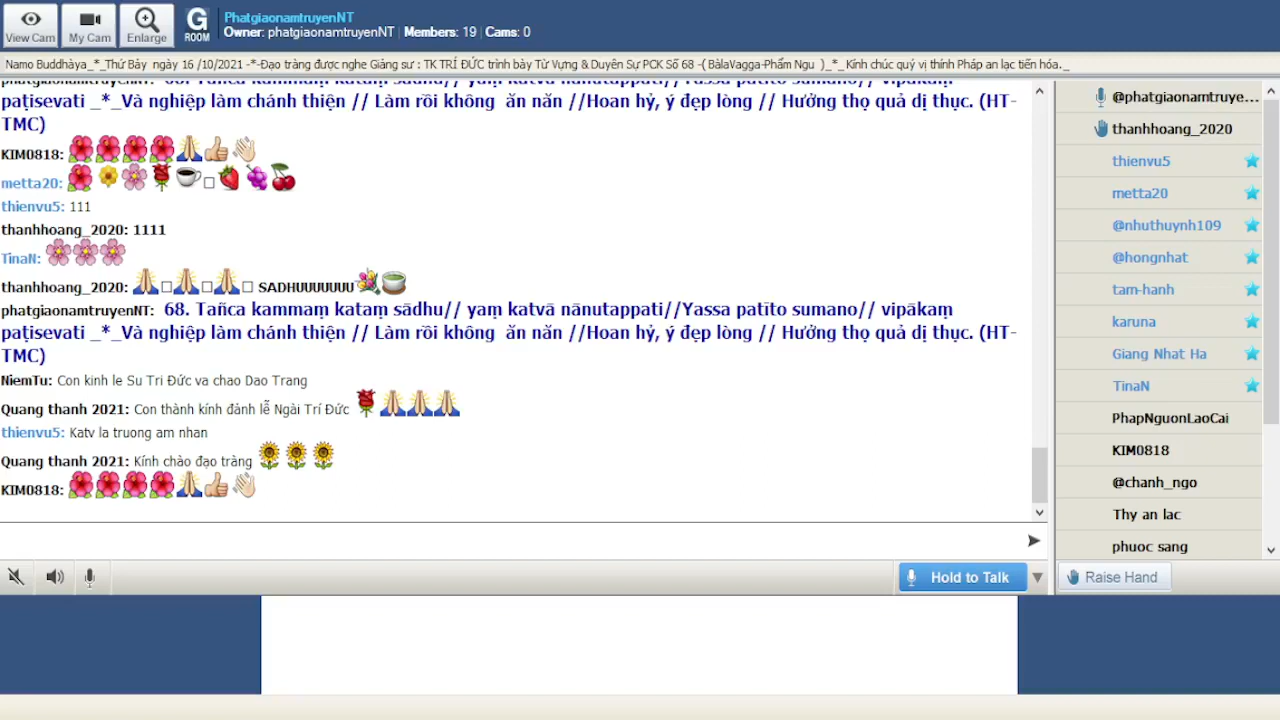 View Cam
My Cam
Enlarge
G
ROOM
PhatgiaonamtruyenNT
Owner: phatgiaonamtruyenNT | Members: 19 | Cams: 0
Namo Buddhàya_*_Thứ Bảy ngày 16 /10/2021 -*-Đạo tràng được nghe Giảng sư : TK TRÍ ĐỨC trình bày Từ Vựng & Duyên Sự PCK Số 68 -( BàlaVagga-Phẩm Ngu )_*_ Kính chúc quý vị thính Pháp an lạc tiến hóa._
paṭisevati _*_Và nghiệp làm chánh thiện // Làm rồi không ăn năn //Hoan hỷ, ý đẹp lòng // Hưởng thọ quả dị thục. (HT-
TMC)
KIM0818:
metta20:
thienvu5: 111
thanhhoang_2020: 1111
TinaN:
thanhhoang_2020: SADHUUUUUUU
phatgiaonamtruyenNT: 68. Tañca kammaṃ kataṃ sādhu// yaṃ katvā nānutappati//Yassa patīto sumano// vipākaṃ
paṭisevati _*_Và nghiệp làm chánh thiện // Làm rồi không ăn năn //Hoan hỷ, ý đẹp lòng // Hưởng thọ quả dị thục. (HT-
TMC)
NiemTu: Con kinh le Su Tri Đức va chao Dao Trang
Quang thanh 2021: Con thành kính đảnh lễ Ngài Trí Đức
thienvu5: Katv la truong am nhan
Quang thanh 2021: Kính chào đạo tràng
KIM0818:
Hold to Talk
@phatgiaonamtruye...
thanhhoang_2020
thienvu5
metta20
@nhuthuynh109
@hongnhat
tam-hanh
karuna
Giang Nhat Ha
TinaN
PhapNguonLaoCai
KIM0818
@chanh_ngo
Thy an lac
phuoc sang
Raise Hand